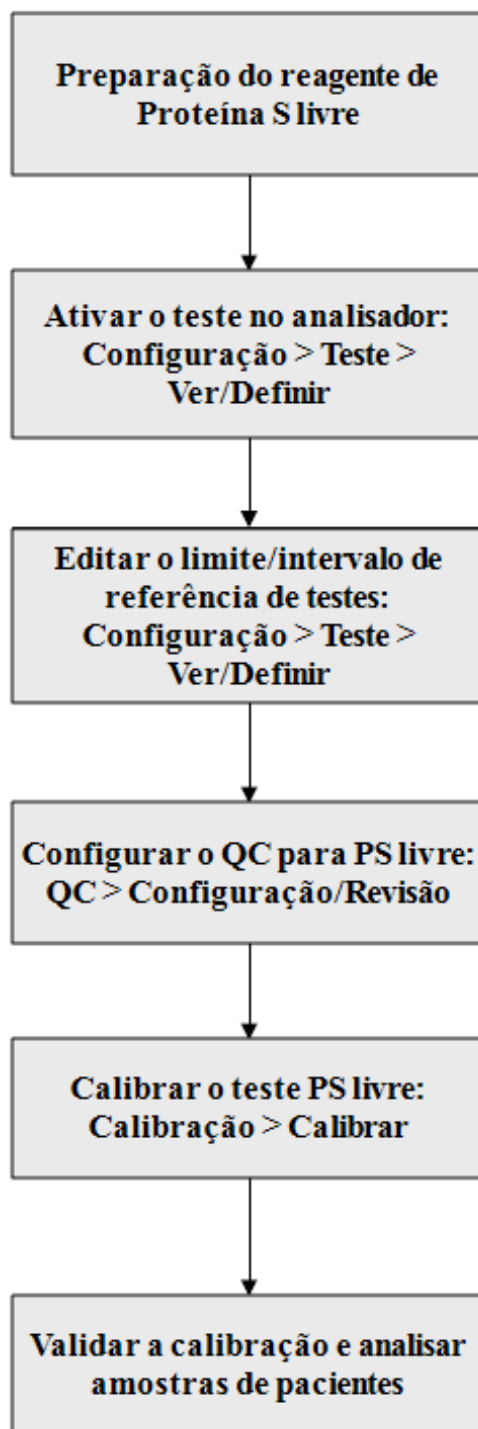 Preparação do reagente de
Proteína S livre
Ativar o teste no analisador:
Configuração > Teste >
Ver/Definir
Editar o limite/intervalo de
referência de testes:
Configuração > Teste >
Ver/Definir
Configurar o QC para PS livre:
QC > Configuração/Revisão
Calibrar o teste PS livre:
Calibração > Calibrar
Validar a calibração e analisar
amostras de pacientes